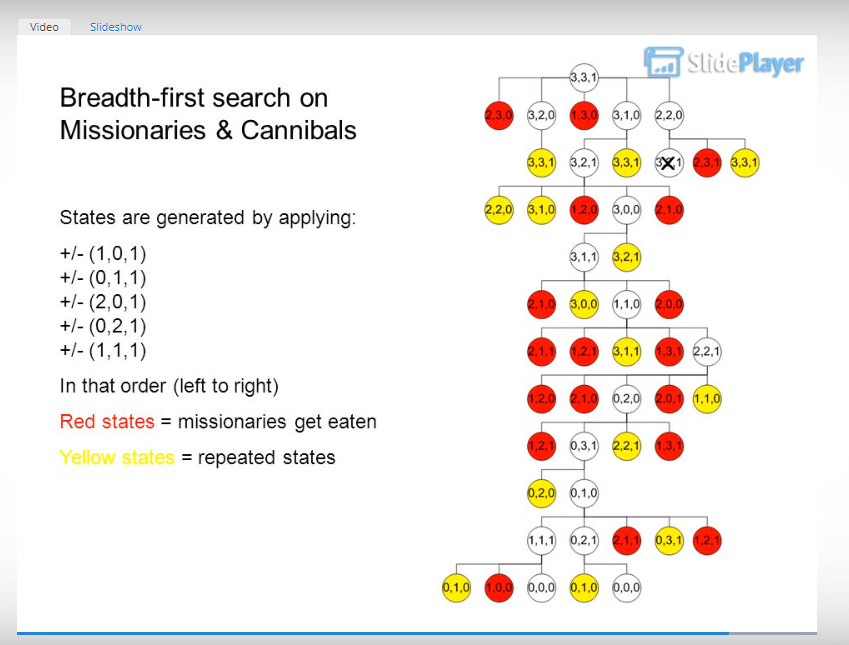 Video Slideshow
SlidePlayer
Breadth-first search on
Missionaries & Cannibals
States are generated by applying:
+/- (1,0,1)
+/- (0,1,1)
+/- (2,0,1)
+/- (0,2,1)
+/- (1,1,1)
In that order (left to right)
Red states = missionaries get eaten
Yellow states = repeated states
3,3,1
2,3,0 3,2,0 1,3,0 3,1,0 2,2,0
3,3,1 3,2,1 3,3,1 2,3,1 3,3,1
2,2,0 3,1,0 1,2,0 3,0,0 2,1,0
3,1,1 3,2,1
2,1,0 3,0,0 1,1,0 2,0,0
2,1,1 1,2,1 3,1,1 1,3,1 2,2,1
1,2,0 2,1,0 0,2,0 2,0,1 1,1,0
1,2,1 0,3,1 2,2,1 1,3,1
0,2,0 0,1,0
1,1,1 0,2,1 2,1,1 0,3,1 1,2,1
0,1,0 1,0,0 0,0,0 0,1,0 0,0,0